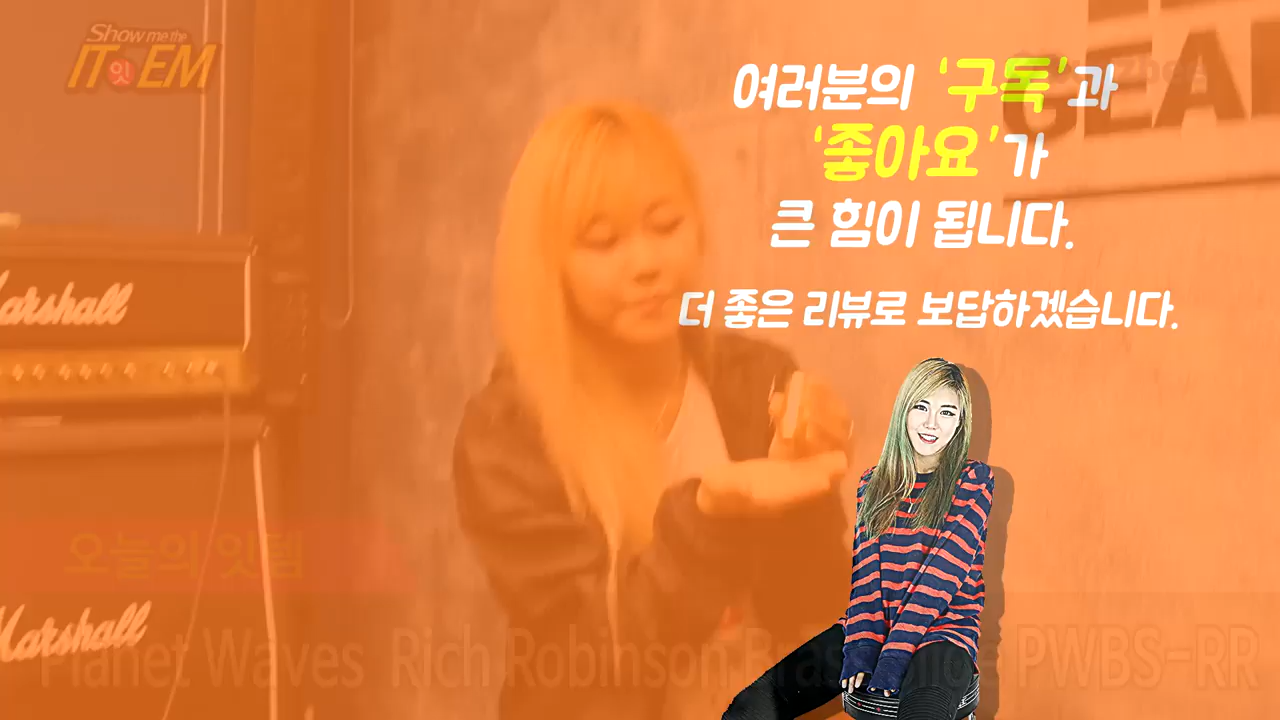 Show me the
IT잇EM
GEA
여러분의 '구독'과
'좋아요'가
큰 힘이 됩니다.
더 좋은 리뷰로 보답하겠습니다.
Marshall
오늘의 잇템
Marshall
Planet Waves Rich Robinson Brass Slide PWBS-RR